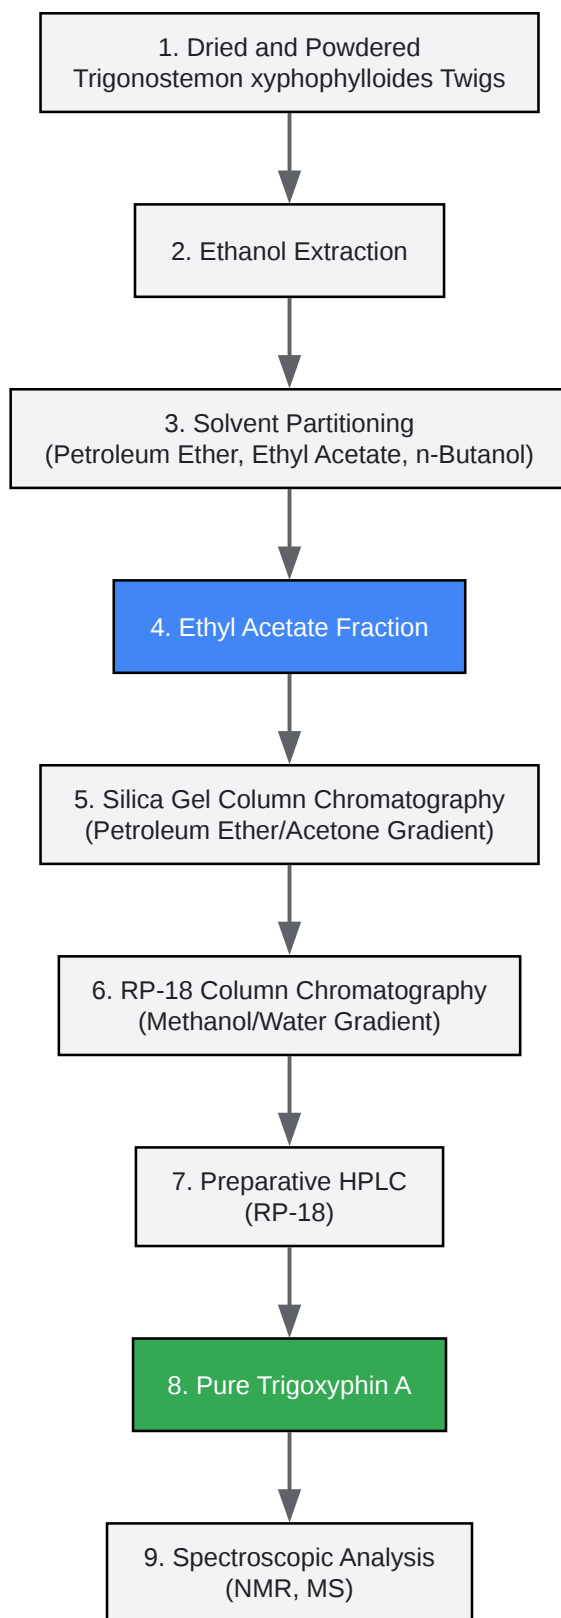 1. Dried and Powdered
Trigonostemon xyphophylloides Twigs
2. Ethanol Extraction
3. Solvent Partitioning
(Petroleum Ether, Ethyl Acetate, n-Butanol)
4. Ethyl Acetate Fraction
5. Silica Gel Column Chromatography
(Petroleum Ether/Acetone Gradient)
6. RP-18 Column Chromatography
(Methanol/Water Gradient)
7. Preparative HPLC
(RP-18)
8. Pure Trigoxyphin A
9. Spectroscopic Analysis
(NMR, MS)